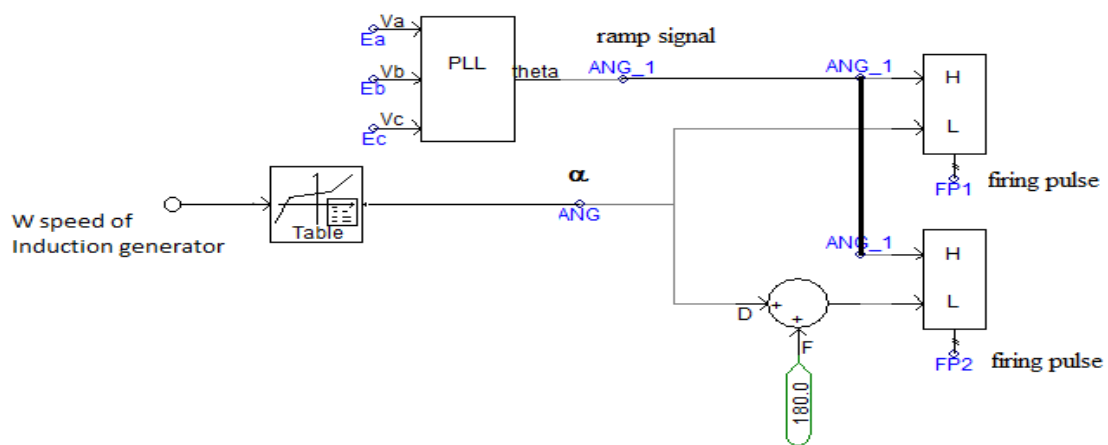 Va
Ea
Vb
Eb
Vc
Ec
PLL
theta
ramp signal
ANG_1
ANG_1
H
L
FP1
firing pulse
W speed of
Induction generator
Table
α
ANG
ANG_1
H
L
FP2
firing pulse
D
+
+
F
180.0